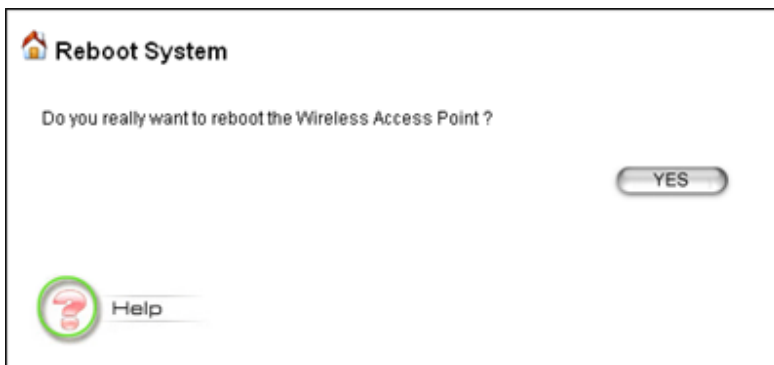 Reboot System
Do you really want to reboot the Wireless Access Point ?
YES
Help